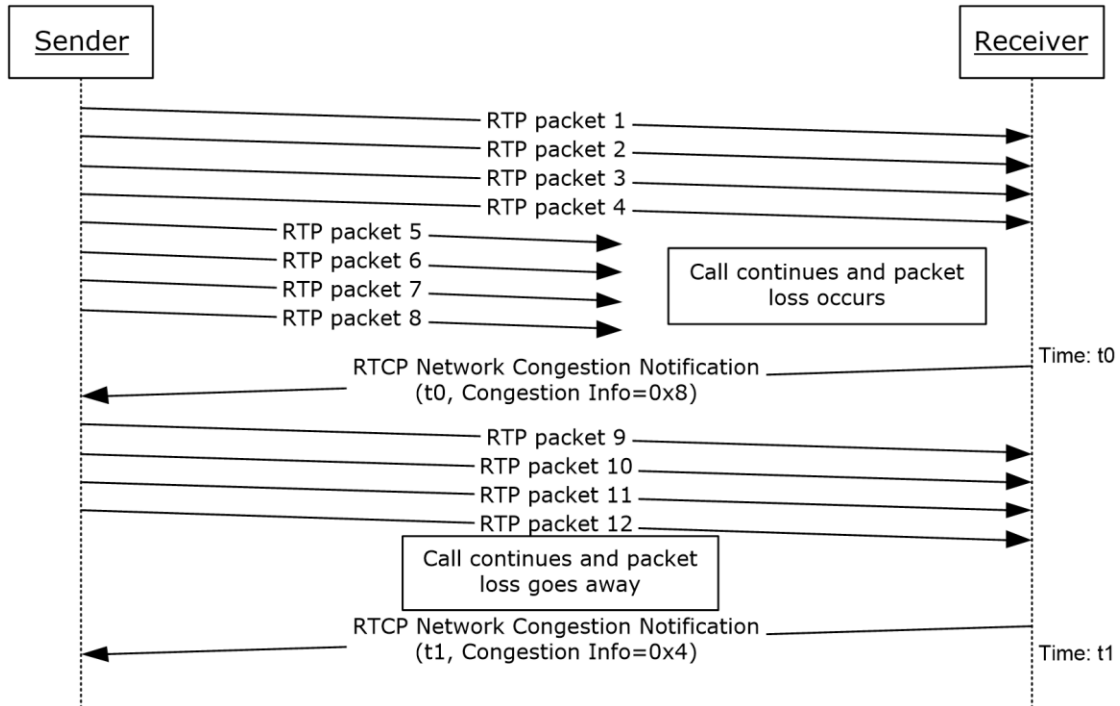 Sender
Receiver
RTP packet 1
RTP packet 2
RTP packet 3
RTP packet 4
RTP packet 5
RTP packet 6
RTP packet 7
RTP packet 8
Call continues and packet
loss occurs
Time: t0
RTCP Network Congestion Notification
(t0, Congestion Info=0x8)
RTP packet 9
RTP packet 10
RTP packet 11
RTP packet 12
Call continues and packet
loss goes away
RTCP Network Congestion Notification
(t1, Congestion Info=0x4)
Time: t1